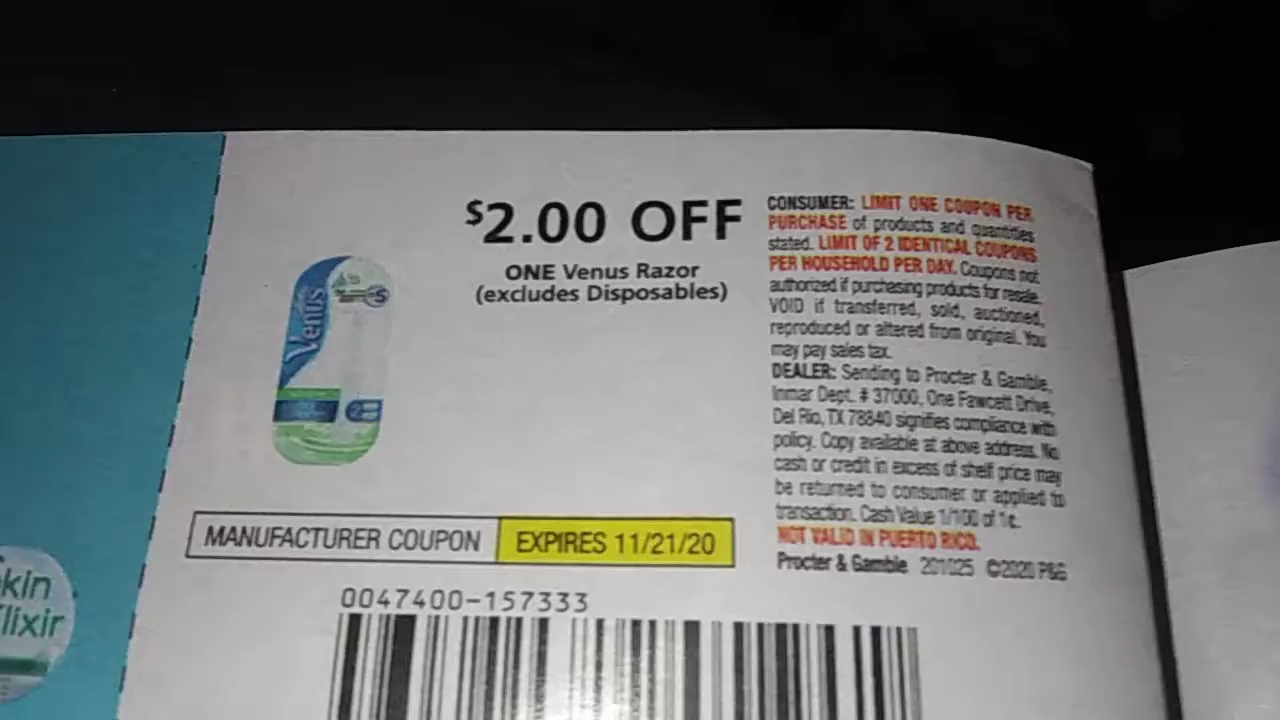 $2.00 OFF
ONE Venus Razor
(excludes Disposables)
Venus
5
2
MANUFACTURER COUPON
EXPIRES 11/21/20
0047400-157333
CONSUMER: LIMIT ONE COUPON PER
PURCHASE of products and quantities
stated. LIMIT OF 2 IDENTICAL COUPONS
PER HOUSEHOLD PER DAY. Coupons not
authorized if purchasing products for resale.
VOID if transferred, sold, auctioned,
reproduced or altered from original. You
may pay sales tax.
DEALER: Sending to Procter & Gamble,
Inmar Dept. # 37000, One Fawcett Drive,
Del Rio, TX 78840 signifies compliance with
policy. Copy available at above address. No
cash or credit in excess of shelf price may
be returned to consumer or applied to
transaction. Cash Value 1/100 of 1¢.
NOT VALID IN PUERTO RICO.
Procter & Gamble 201025 ©2020 P&G
kin
lixir